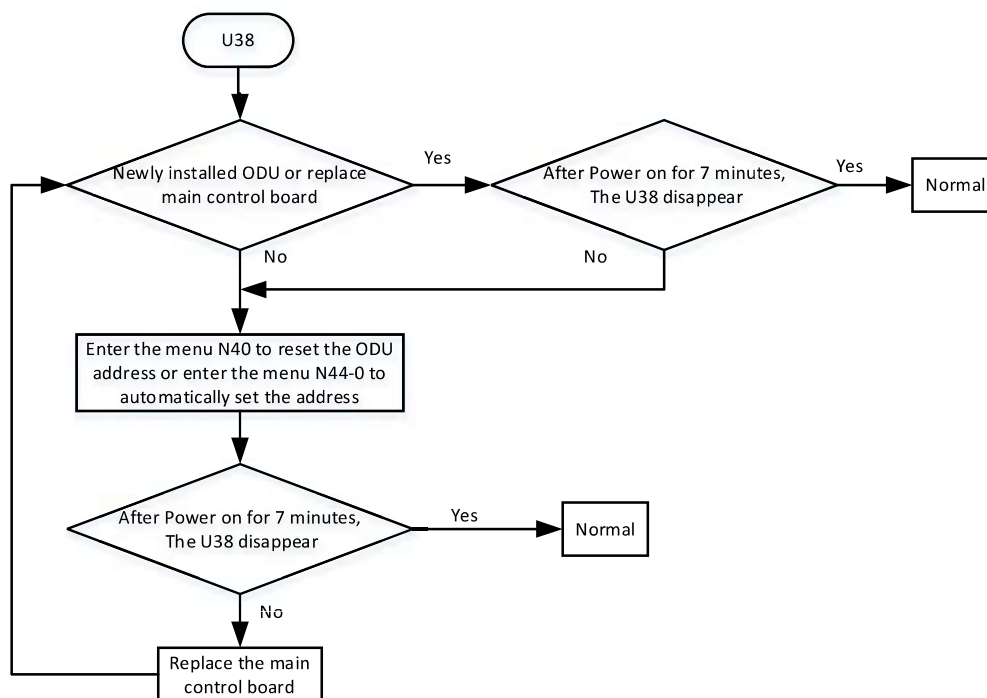 U38
Newly installed ODU or replace
main control board
Yes
After Power on for 7 minutes,
The U38 disappear
Yes
Normal
No
No
Enter the menu N40 to reset the ODU
address or enter the menu N44-0 to
automatically set the address
After Power on for 7 minutes,
The U38 disappear
Yes
Normal
No
Replace the main
control board